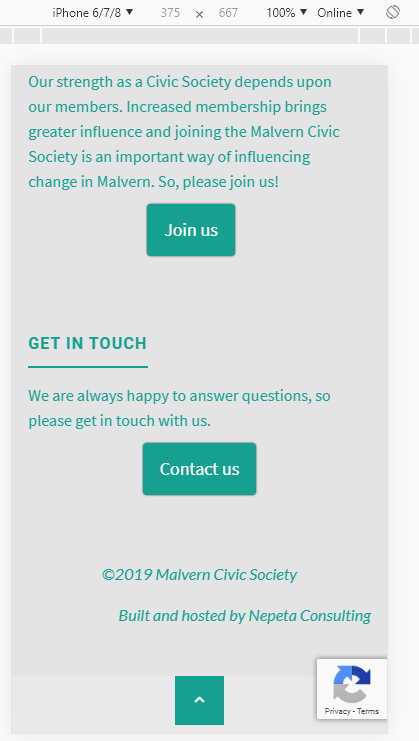 iPhone 6/7/8 ▼ 375 × 667 100% ▼ Online ▼
Our strength as a Civic Society depends upon
our members. Increased membership brings
greater influence and joining the Malvern Civic
Society is an important way of influencing
change in Malvern. So, please join us!
Join us
GET IN TOUCH
We are always happy to answer questions, so
please get in touch with us.
Contact us
©2019 Malvern Civic Society
Built and hosted by Nepeta Consulting
Privacy - Terms